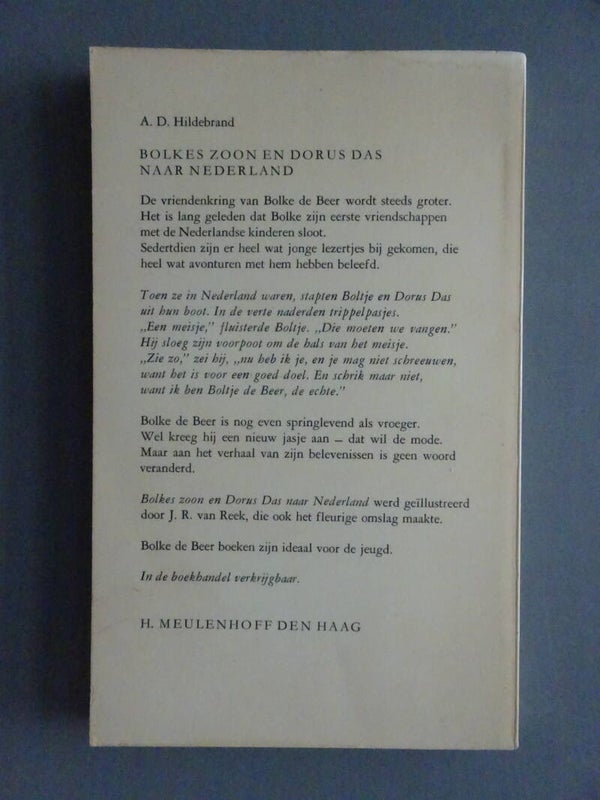 A. D. Hildebrand
BOLKES ZOON EN DORUS DAS
NAAR NEDERLAND
De vriendenkring van Bolke de Beer wordt steeds groter.
Het is lang geleden dat Bolke zijn eerste vriendschappen
met de Nederlandse kinderen sloot.
Sedertdien zijn er heel wat jonge lezertjes bij gekomen, die
heel wat avonturen met hem hebben beleefd.
Toen ze in Nederland waren, stapten Boltje en Dorus Das
uit hun boot. In de verte naderden trippelpasjes.
„Een meisje,” fluisterde Boltje. „Die moeten we vangen.”
Hij sloeg zijn voorpoot om de hals van het meisje.
„Zie zo,” zei hij, „nu heb ik je, en je mag niet schreeuwen,
want het is voor een goed doel. En schrik maar niet,
want ik ben Boltje de Beer, de echte.”
Bolke de Beer is nog even springlevend als vroeger.
Wel kreeg hij een nieuw jasje aan – dat wil de mode.
Maar aan het verhaal van zijn belevenissen is geen woord
veranderd.
Bolkes zoon en Dorus Das naar Nederland werd geïllustreerd
door J. R. van Reek, die ook het fleurige omslag maakte.
Bolke de Beer boeken zijn ideaal voor de jeugd.
In de boekhandel verkrijgbaar.
H. MEULENHOFF DEN HAAG